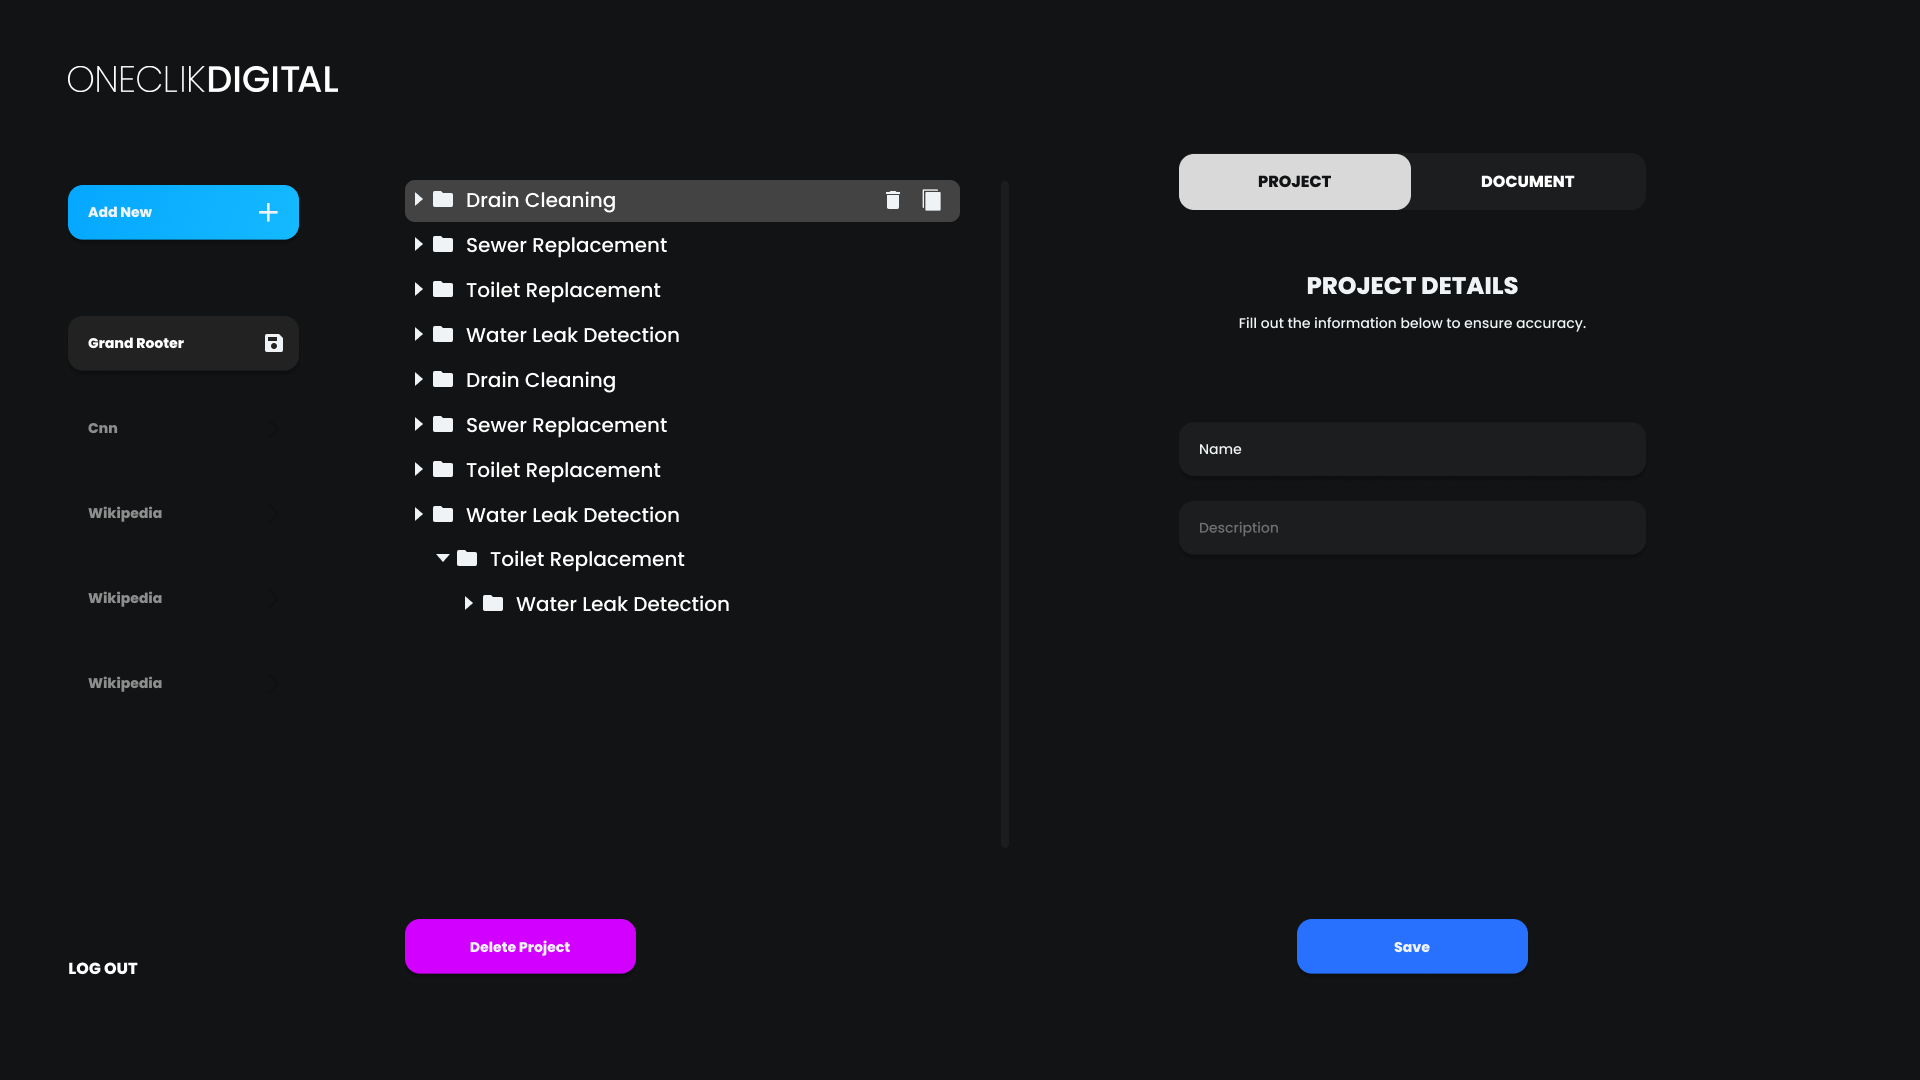 ONECLIKDIGITAL
Add New
Grand Rooter
Cnn
Wikipedia
Wikipedia
Wikipedia
LOG OUT
Drain Cleaning
Sewer Replacement
Toilet Replacement
Water Leak Detection
Drain Cleaning
Sewer Replacement
Toilet Replacement
Water Leak Detection
Toilet Replacement
Water Leak Detection
Delete Project
PROJECT
DOCUMENT
PROJECT DETAILS
Fill out the information below to ensure accuracy.
Name
Description
Save